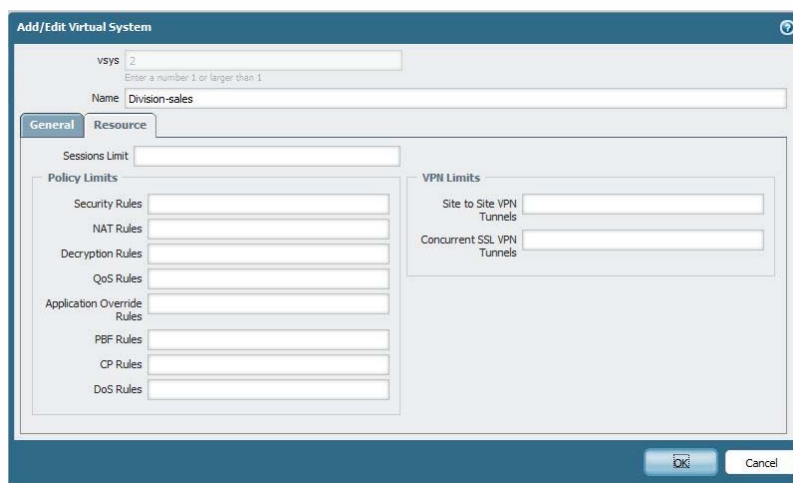 Add/Edit Virtual System
vsys 2
Enter a number 1 or larger than 1
Name Division-sales
General Resource
Sessions Limit
Policy Limits
Security Rules
NAT Rules
Decryption Rules
QoS Rules
Application Override
Rules
PBF Rules
CP Rules
DoS Rules
VPN Limits
Site to Site VPN
Tunnels
Concurrent SSL VPN
Tunnels
OK Cancel